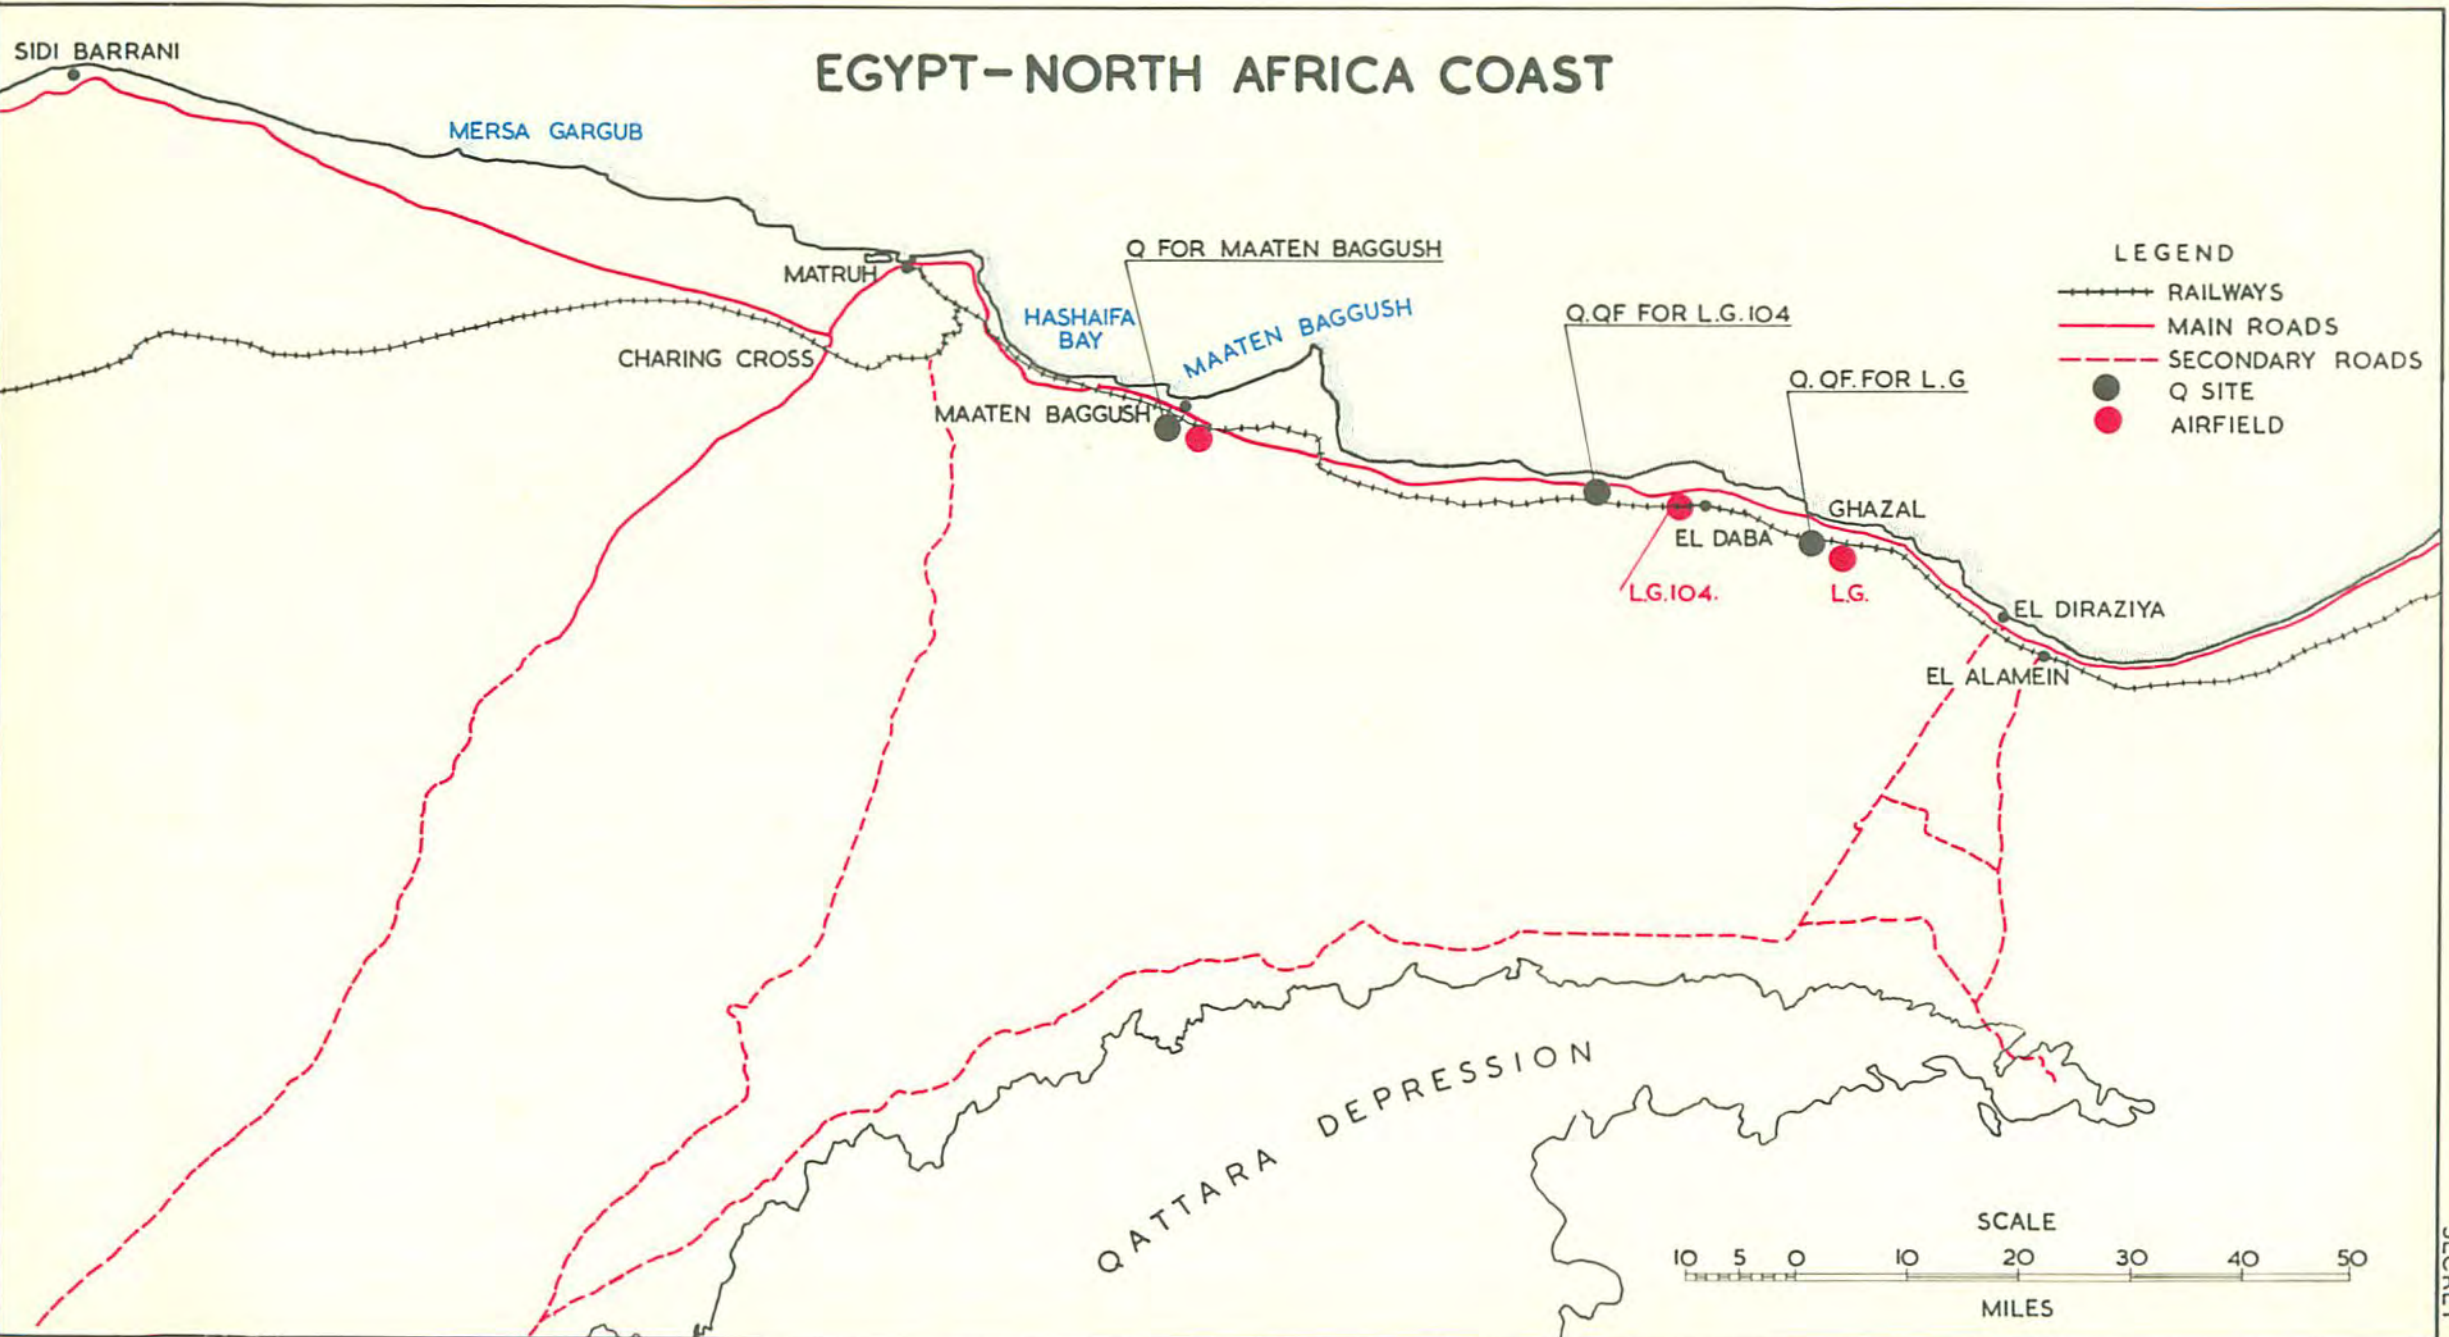 EGYPT-NORTH AFRICA COAST
SIDI BARRANI
MERSA GARGUB
MATRUH
CHARING CROSS
Q FOR MAATEN BAGGUSH
HASHAIFA
BAY
MAATEN BAGGUSH
MAATEN BAGGUSH
Q.QF FOR L.G.104
Q.QF.FOR L.G
GHAZAL
EL DABA
L.G.104.
L.G.
EL DIRAZIYA
EL ALAMEIN
LEGEND
RAILWAYS
MAIN ROADS
SECONDARY ROADS
Q SITE
AIRFIELD
QATTARA DEPRESSION
SCALE
10 5 0 10 20 30 40 50
MILES